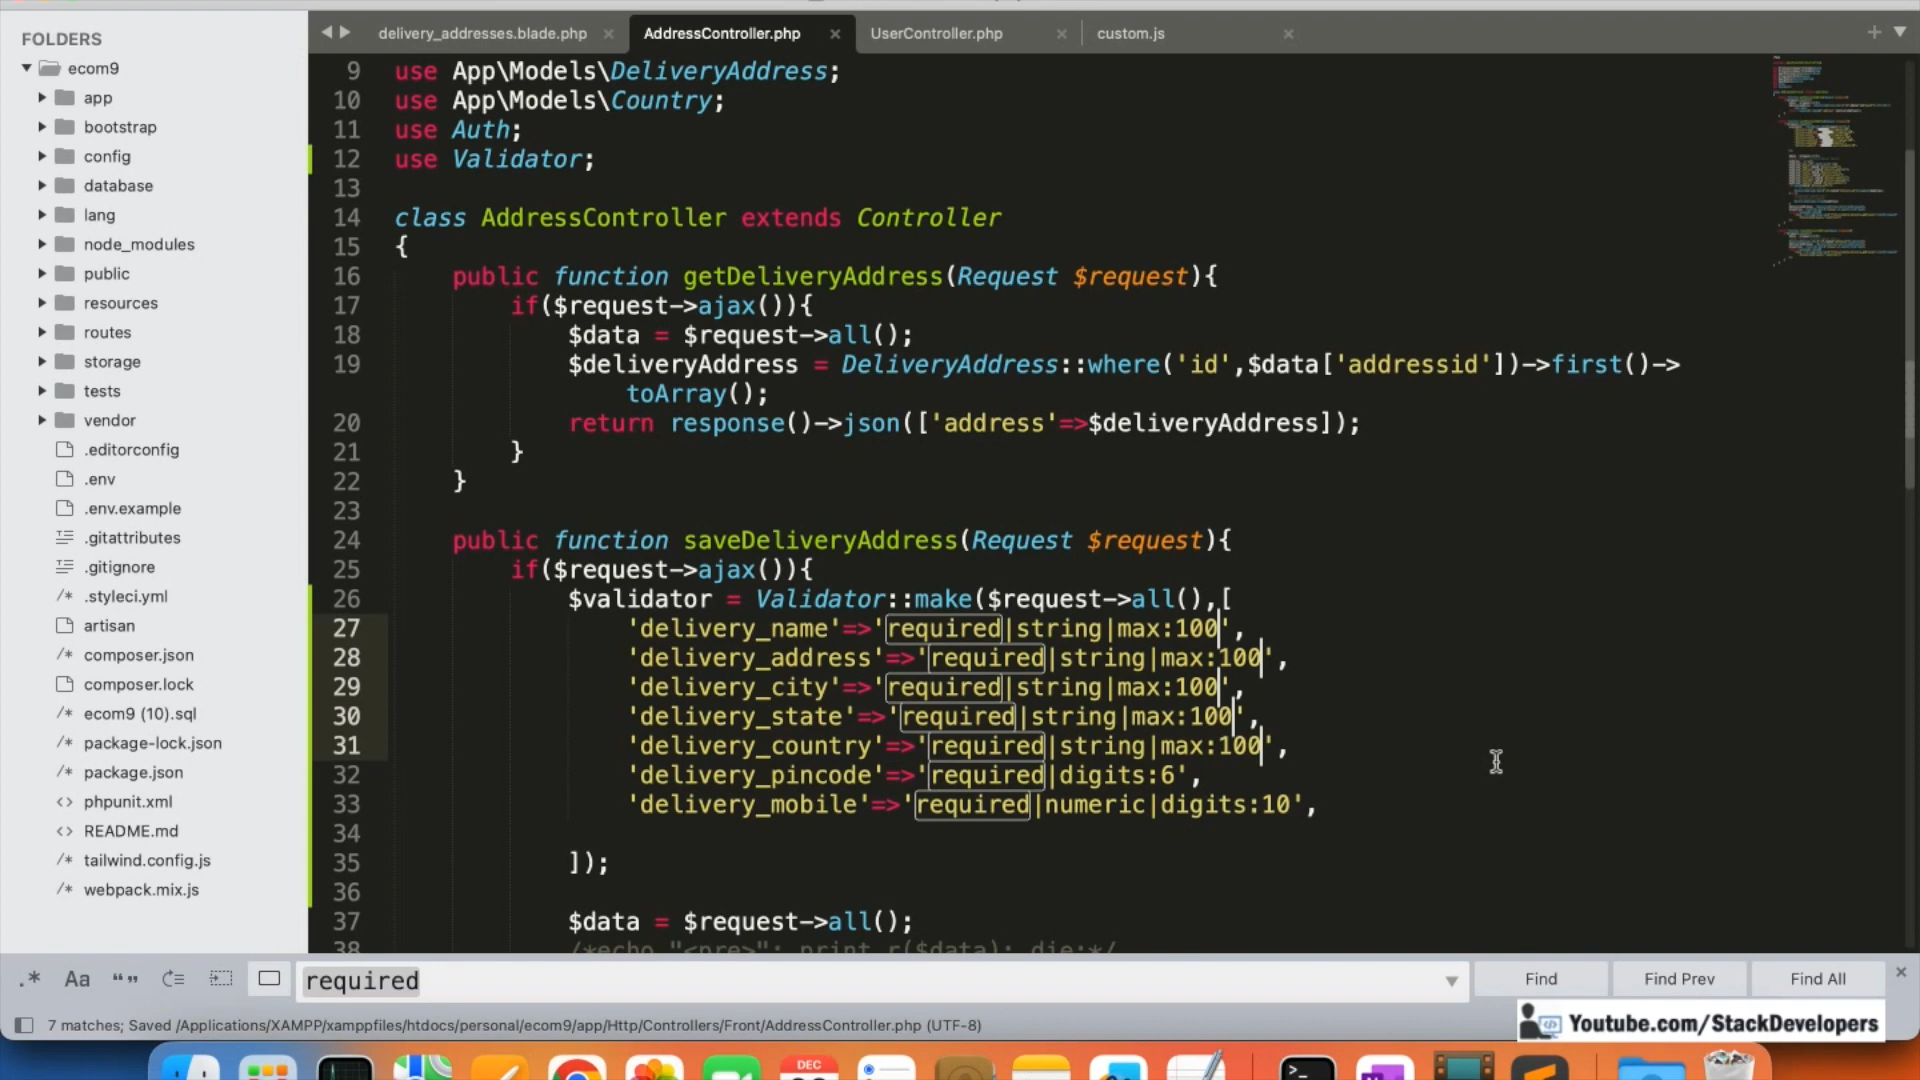 FOLDERS
ecom9
app
bootstrap
config
database
lang
node_modules
public
resources
routes
storage
tests
vendor
.editorconfig
.env
.env.example
.gitattributes
.gitignore
.styleci.yml
artisan
composer.json
composer.lock
ecom9 (10).sql
package-lock.json
package.json
phpunit.xml
README.md
tailwind.config.js
webpack.mix.js
delivery_addresses.blade.php × AddressController.php × UserController.php × custom.js ×
9 use App\Models\DeliveryAddress;
10 use App\Models\Country;
11 use Auth;
12 use Validator;
13
14 class AddressController extends Controller
15 {
16 public function getDeliveryAddress(Request $request){
17 if($request->ajax()){
18 $data = $request->all();
19 $deliveryAddress = DeliveryAddress::where('id',$data['addressid'])->first()->
toArray();
20 return response()->json(['address'=>$deliveryAddress]);
21 }
22 }
23
24 public function saveDeliveryAddress(Request $request){
25 if($request->ajax()){
26 $validator = Validator::make($request->all(),[
27 'delivery_name'=>'required|string|max:100',
28 'delivery_address'=>'required|string|max:100',
29 'delivery_city'=>'required|string|max:100',
30 'delivery_state'=>'required|string|max:100',
31 'delivery_country'=>'required|string|max:100',
32 'delivery_pincode'=>'required|digits:6',
33 'delivery_mobile'=>'required|numeric|digits:10',
34
35 ]);
36
37 $data = $request->all();
38 /*echo "<pre>"; print_r($data); die;*/
.* Aa “” required Find Find Prev Find All ×
7 matches; Saved /Applications/XAMPP/xamppfiles/htdocs/personal/ecom9/app/Http/Controllers/Front/AddressController.php (UTF-8)
Youtube.com/StackDevelopers
DEC